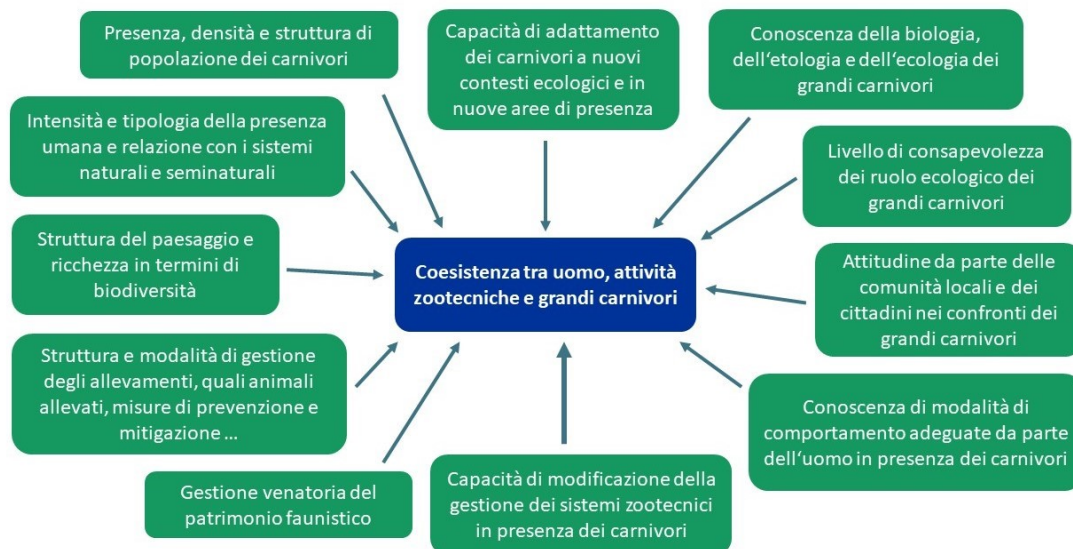 Presenza, densità e struttura di
popolazione dei carnivori
Capacità di adattamento
dei carnivori a nuovi
contesti ecologici e in
nuove aree di presenza
Conoscenza della biologia,
dell‘etologia e dell‘ecologia dei
grandi carnivori
Intensità e tipologia della presenza
umana e relazione con i sistemi
naturali e seminaturali
Livello di consapevolezza
dei ruolo ecologico dei
grandi carnivori
Struttura del paesaggio e
ricchezza in termini di
biodiversità
Coesistenza tra uomo, attività
zootecniche e grandi carnivori
Attitudine da parte delle
comunità locali e dei
cittadini nei confronti dei
grandi carnivori
Struttura e modalità di gestione
degli allevamenti, quali animali
allevati, misure di prevenzione e
mitigazione ...
Conoscenza di modalità di
comportamento adeguate da parte
dell‘uomo in presenza dei carnivori
Gestione venatoria del
patrimonio faunistico
Capacità di modificazione della
gestione dei sistemi zootecnici
in presenza dei carnivori